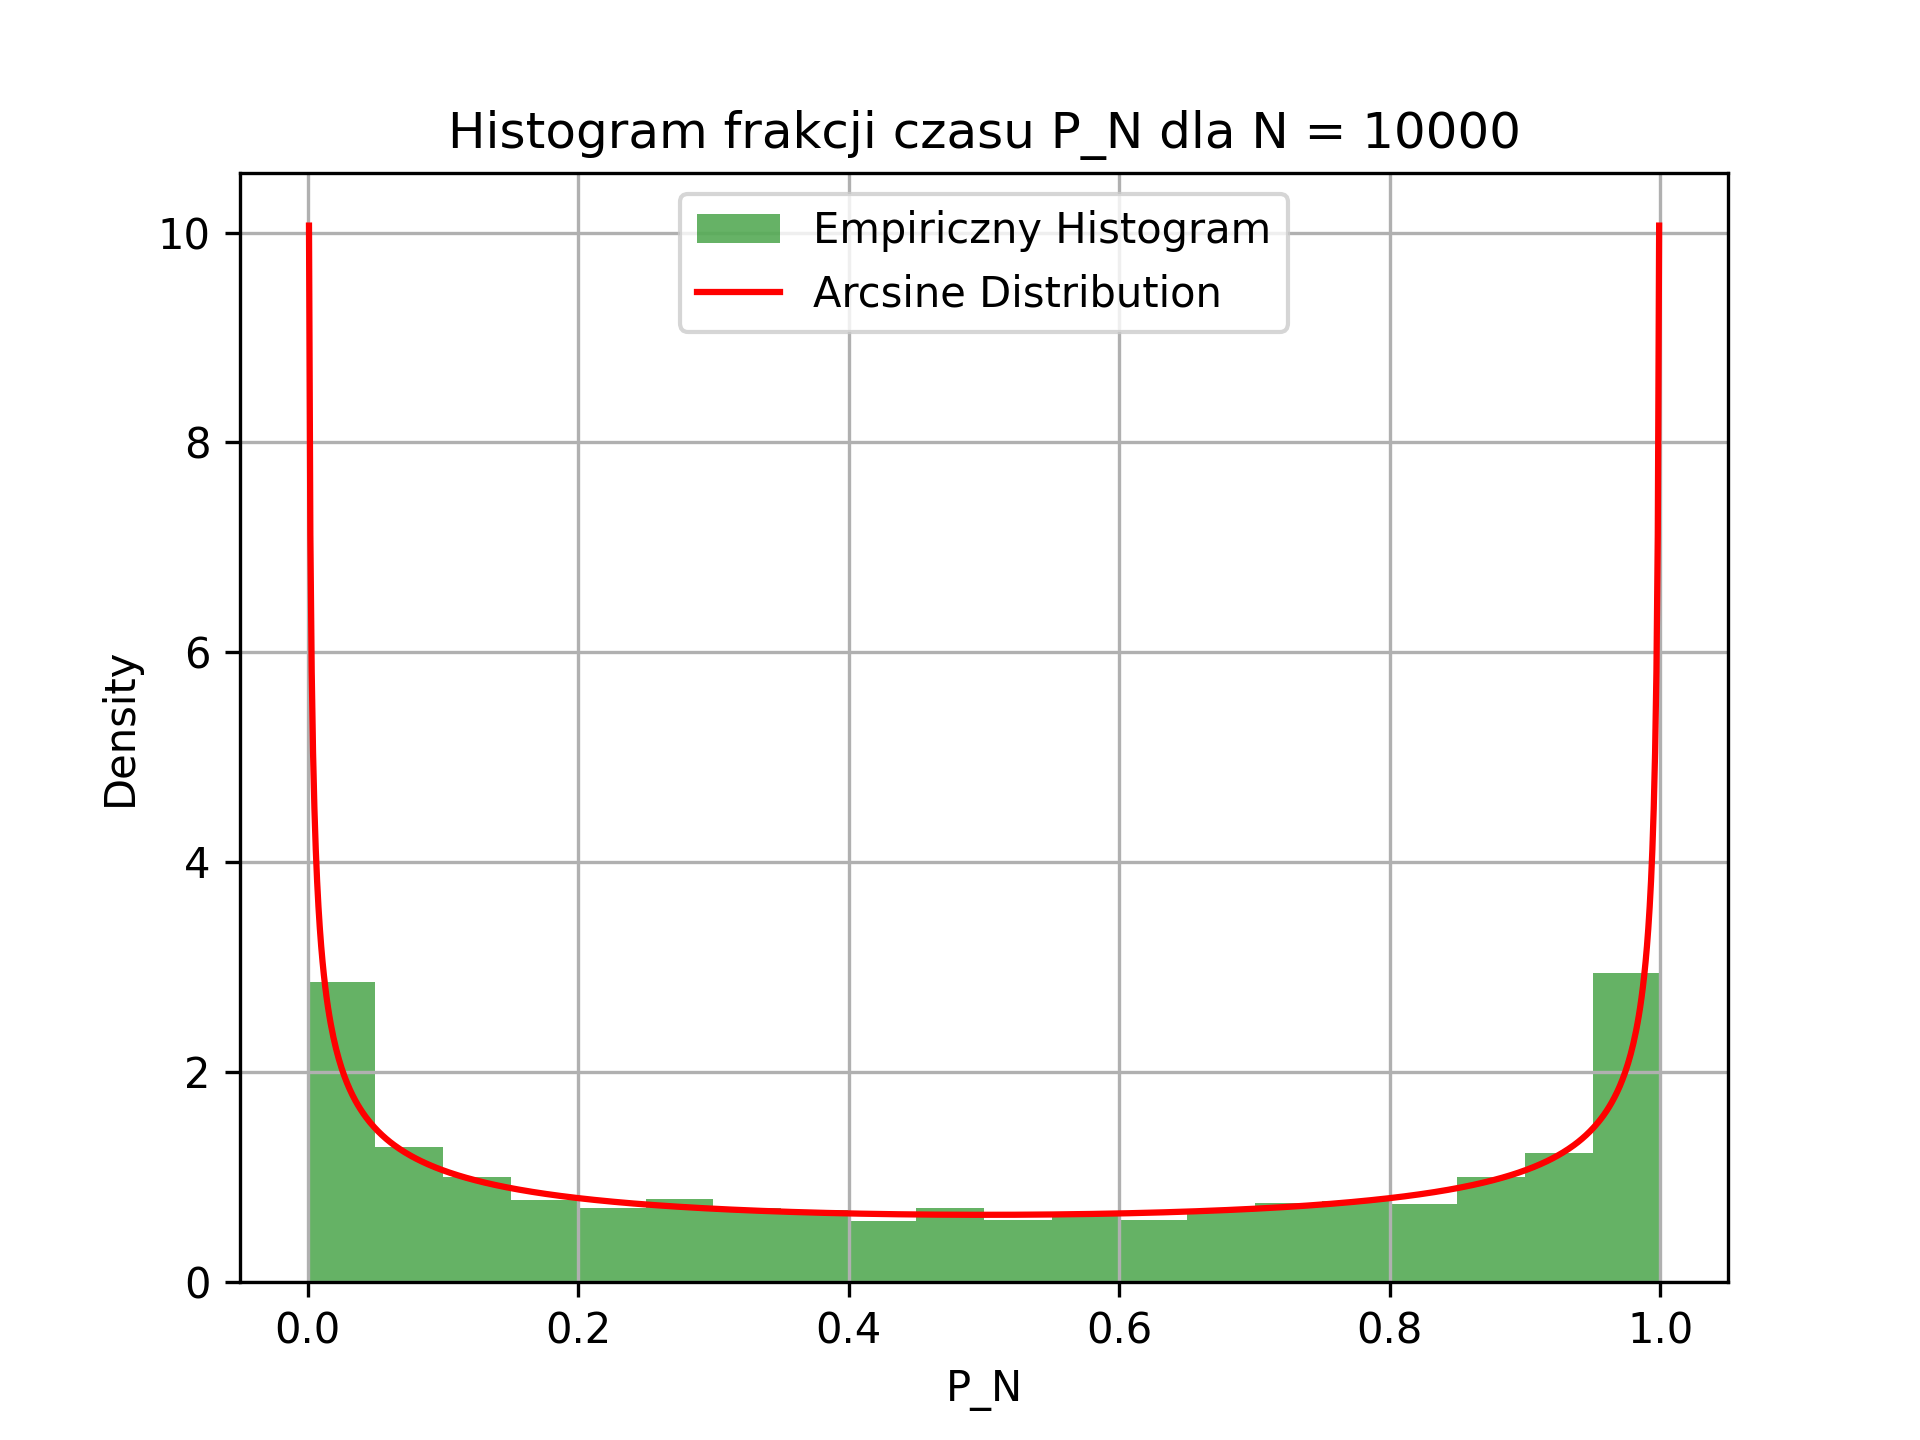 Histogram frakcji czasu P_N dla N = 10000
Empiryczny Histogram
Arcsine Distribution
Density
10
8
6
4
2
0
0.0 0.2 0.4 0.6 0.8 1.0
P_N